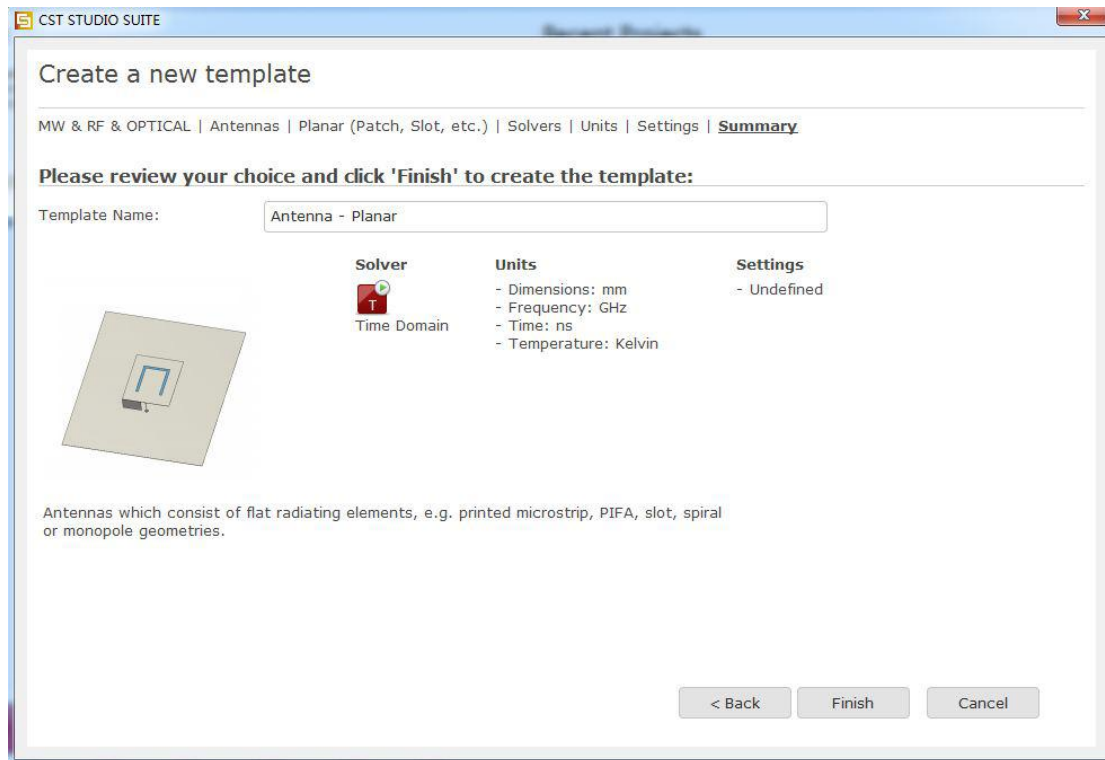 CST STUDIO SUITE
Recent Projects
Create a new template
MW & RF & OPTICAL | Antennas | Planar (Patch, Slot, etc.) | Solvers | Units | Settings | Summary
Please review your choice and click 'Finish' to create the template:
Template Name:
Antenna - Planar
Solver
T
Time Domain
Units
- Dimensions: mm
- Frequency: GHz
- Time: ns
- Temperature: Kelvin
Settings
- Undefined
Antennas which consist of flat radiating elements, e.g. printed microstrip, PIFA, slot, spiral
or monopole geometries.
< Back
Finish
Cancel